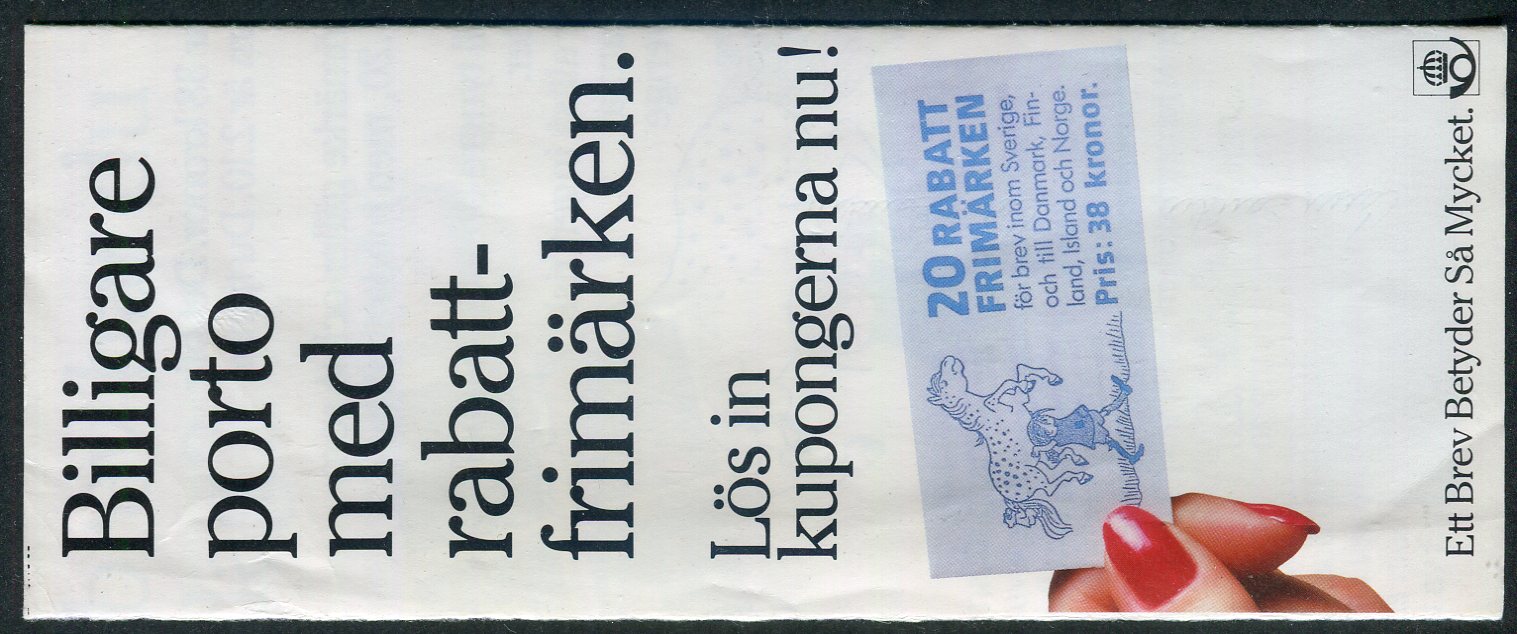 Billigare
porto
med
rabatt-
frimärken.
Lös in
kupongerna nu!
20 RABATT
FRIMÄRKEN
för brev inom Sverige,
och till Danmark, Fin-
land, Island och Norge.
Pris: 38 kronor.
Ett Brev Betyder Så Mycket.